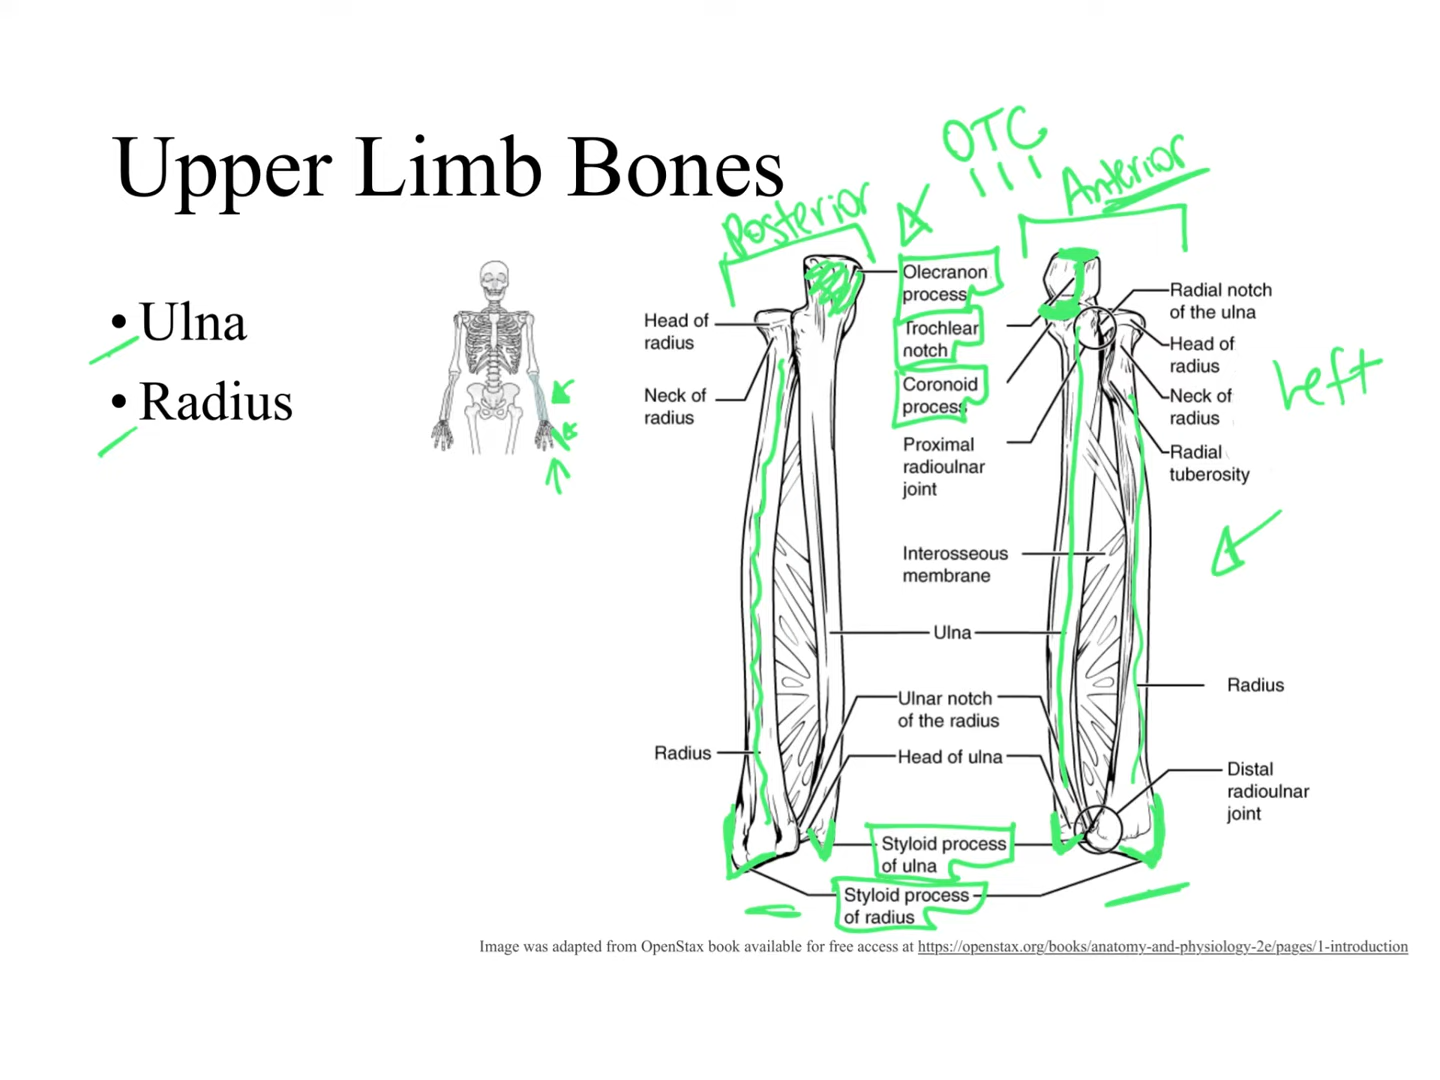 Upper Limb Bones
• Ulna
• Radius
OTC
Posterior
Anterior
Left
Head of
radius
Neck of
radius
Radius
Olecranon
process
Trochlear
notch
Coronoid
process
Proximal
radioulnar
joint
Interosseous
membrane
Ulna
Ulnar notch
of the radius
Head of ulna
Styloid process
of ulna
Styloid process
of radius
Radial notch
of the ulna
Head of
radius
Neck of
radius
Radial
tuberosity
Radius
Distal
radioulnar
joint
Image was adapted from OpenStax book available for free access at https://openstax.org/books/anatomy-and-physiology-2e/pages/1-introduction